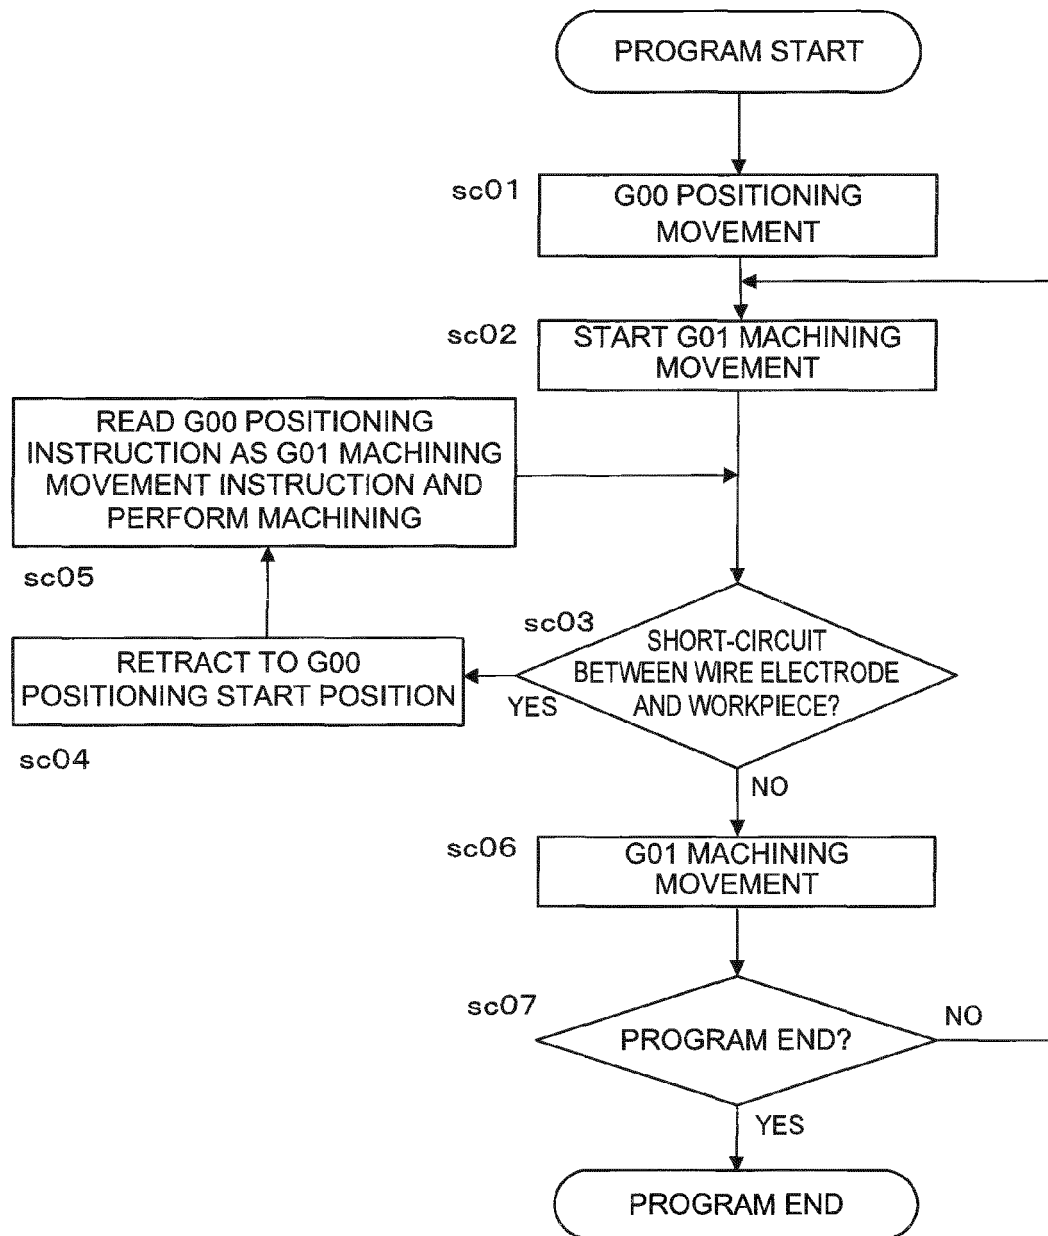 PROGRAM START
sc01
G00 POSITIONING
MOVEMENT
sc02
START G01 MACHINING
MOVEMENT
READ G00 POSITIONING
INSTRUCTION AS G01 MACHINING
MOVEMENT INSTRUCTION AND
PERFORM MACHINING
sc05
sc03
SHORT-CIRCUIT
BETWEEN WIRE ELECTRODE
AND WORKPIECE?
YES
RETRACT TO G00
POSITIONING START POSITION
sc04
NO
sc06
G01 MACHINING
MOVEMENT
sc07
PROGRAM END?
NO
YES
PROGRAM END